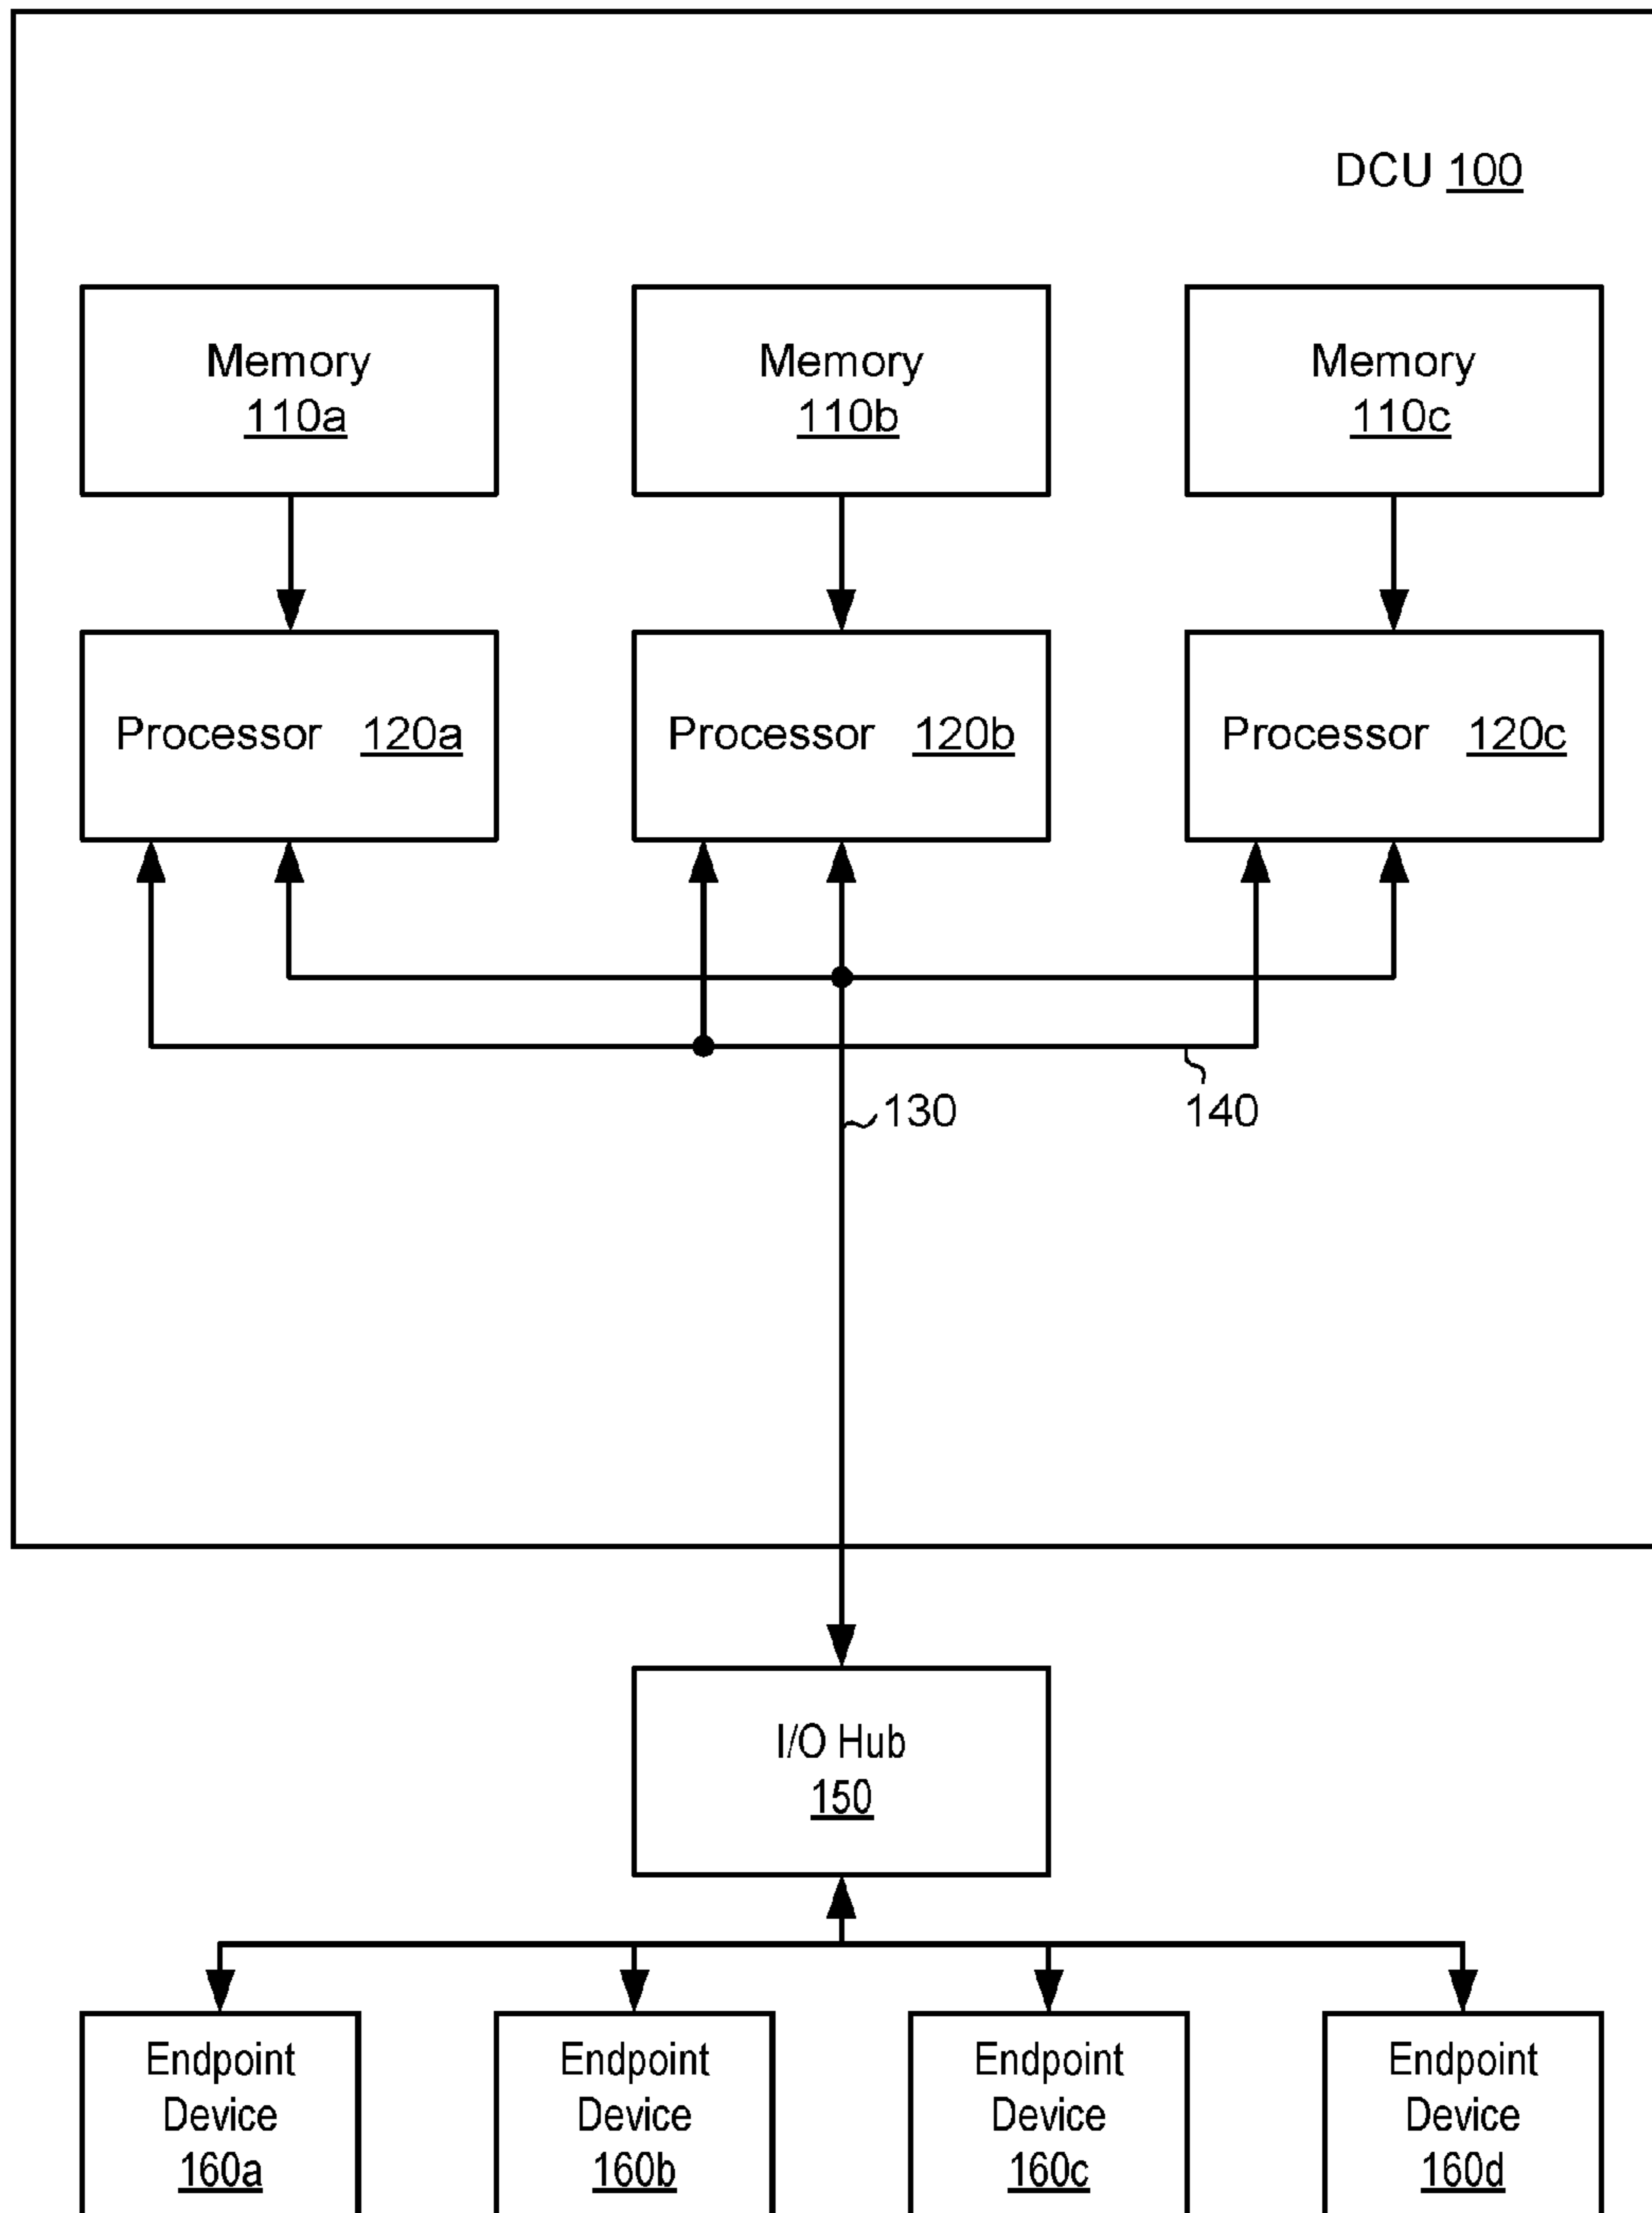 DCU 100
Memory
110a
Memory
110b
Memory
110c
Processor 120a
Processor 120b
Processor 120c
130
140
I/O Hub
150
Endpoint
Device
160a
Endpoint
Device
160b
Endpoint
Device
160c
Endpoint
Device
160d